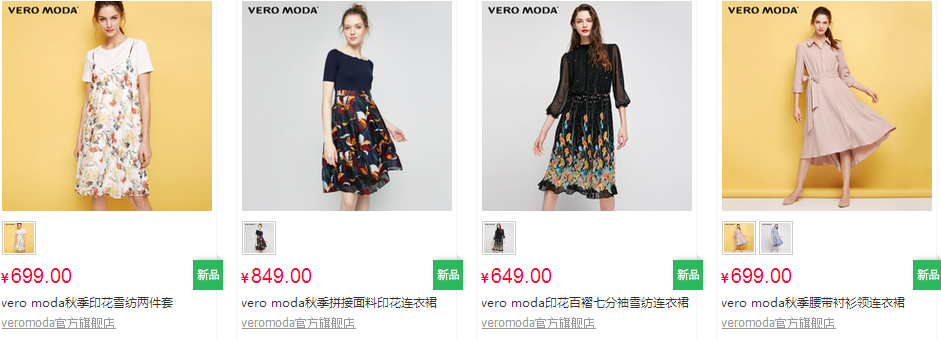 VERO MODA
VERO MODA
VERO MODA
VERO MODA
¥699.00 新品
¥849.00 新品
¥649.00 新品
¥699.00 新品
vero moda秋季印花雪纺两件套
vero moda秋季拼接面料印花连衣裙
vero moda印花百褶七分袖雪纺连衣裙
vero moda秋季腰带衬衫领连衣裙
veromoda官方旗舰店
veromoda官方旗舰店
veromoda官方旗舰店
veromoda官方旗舰店